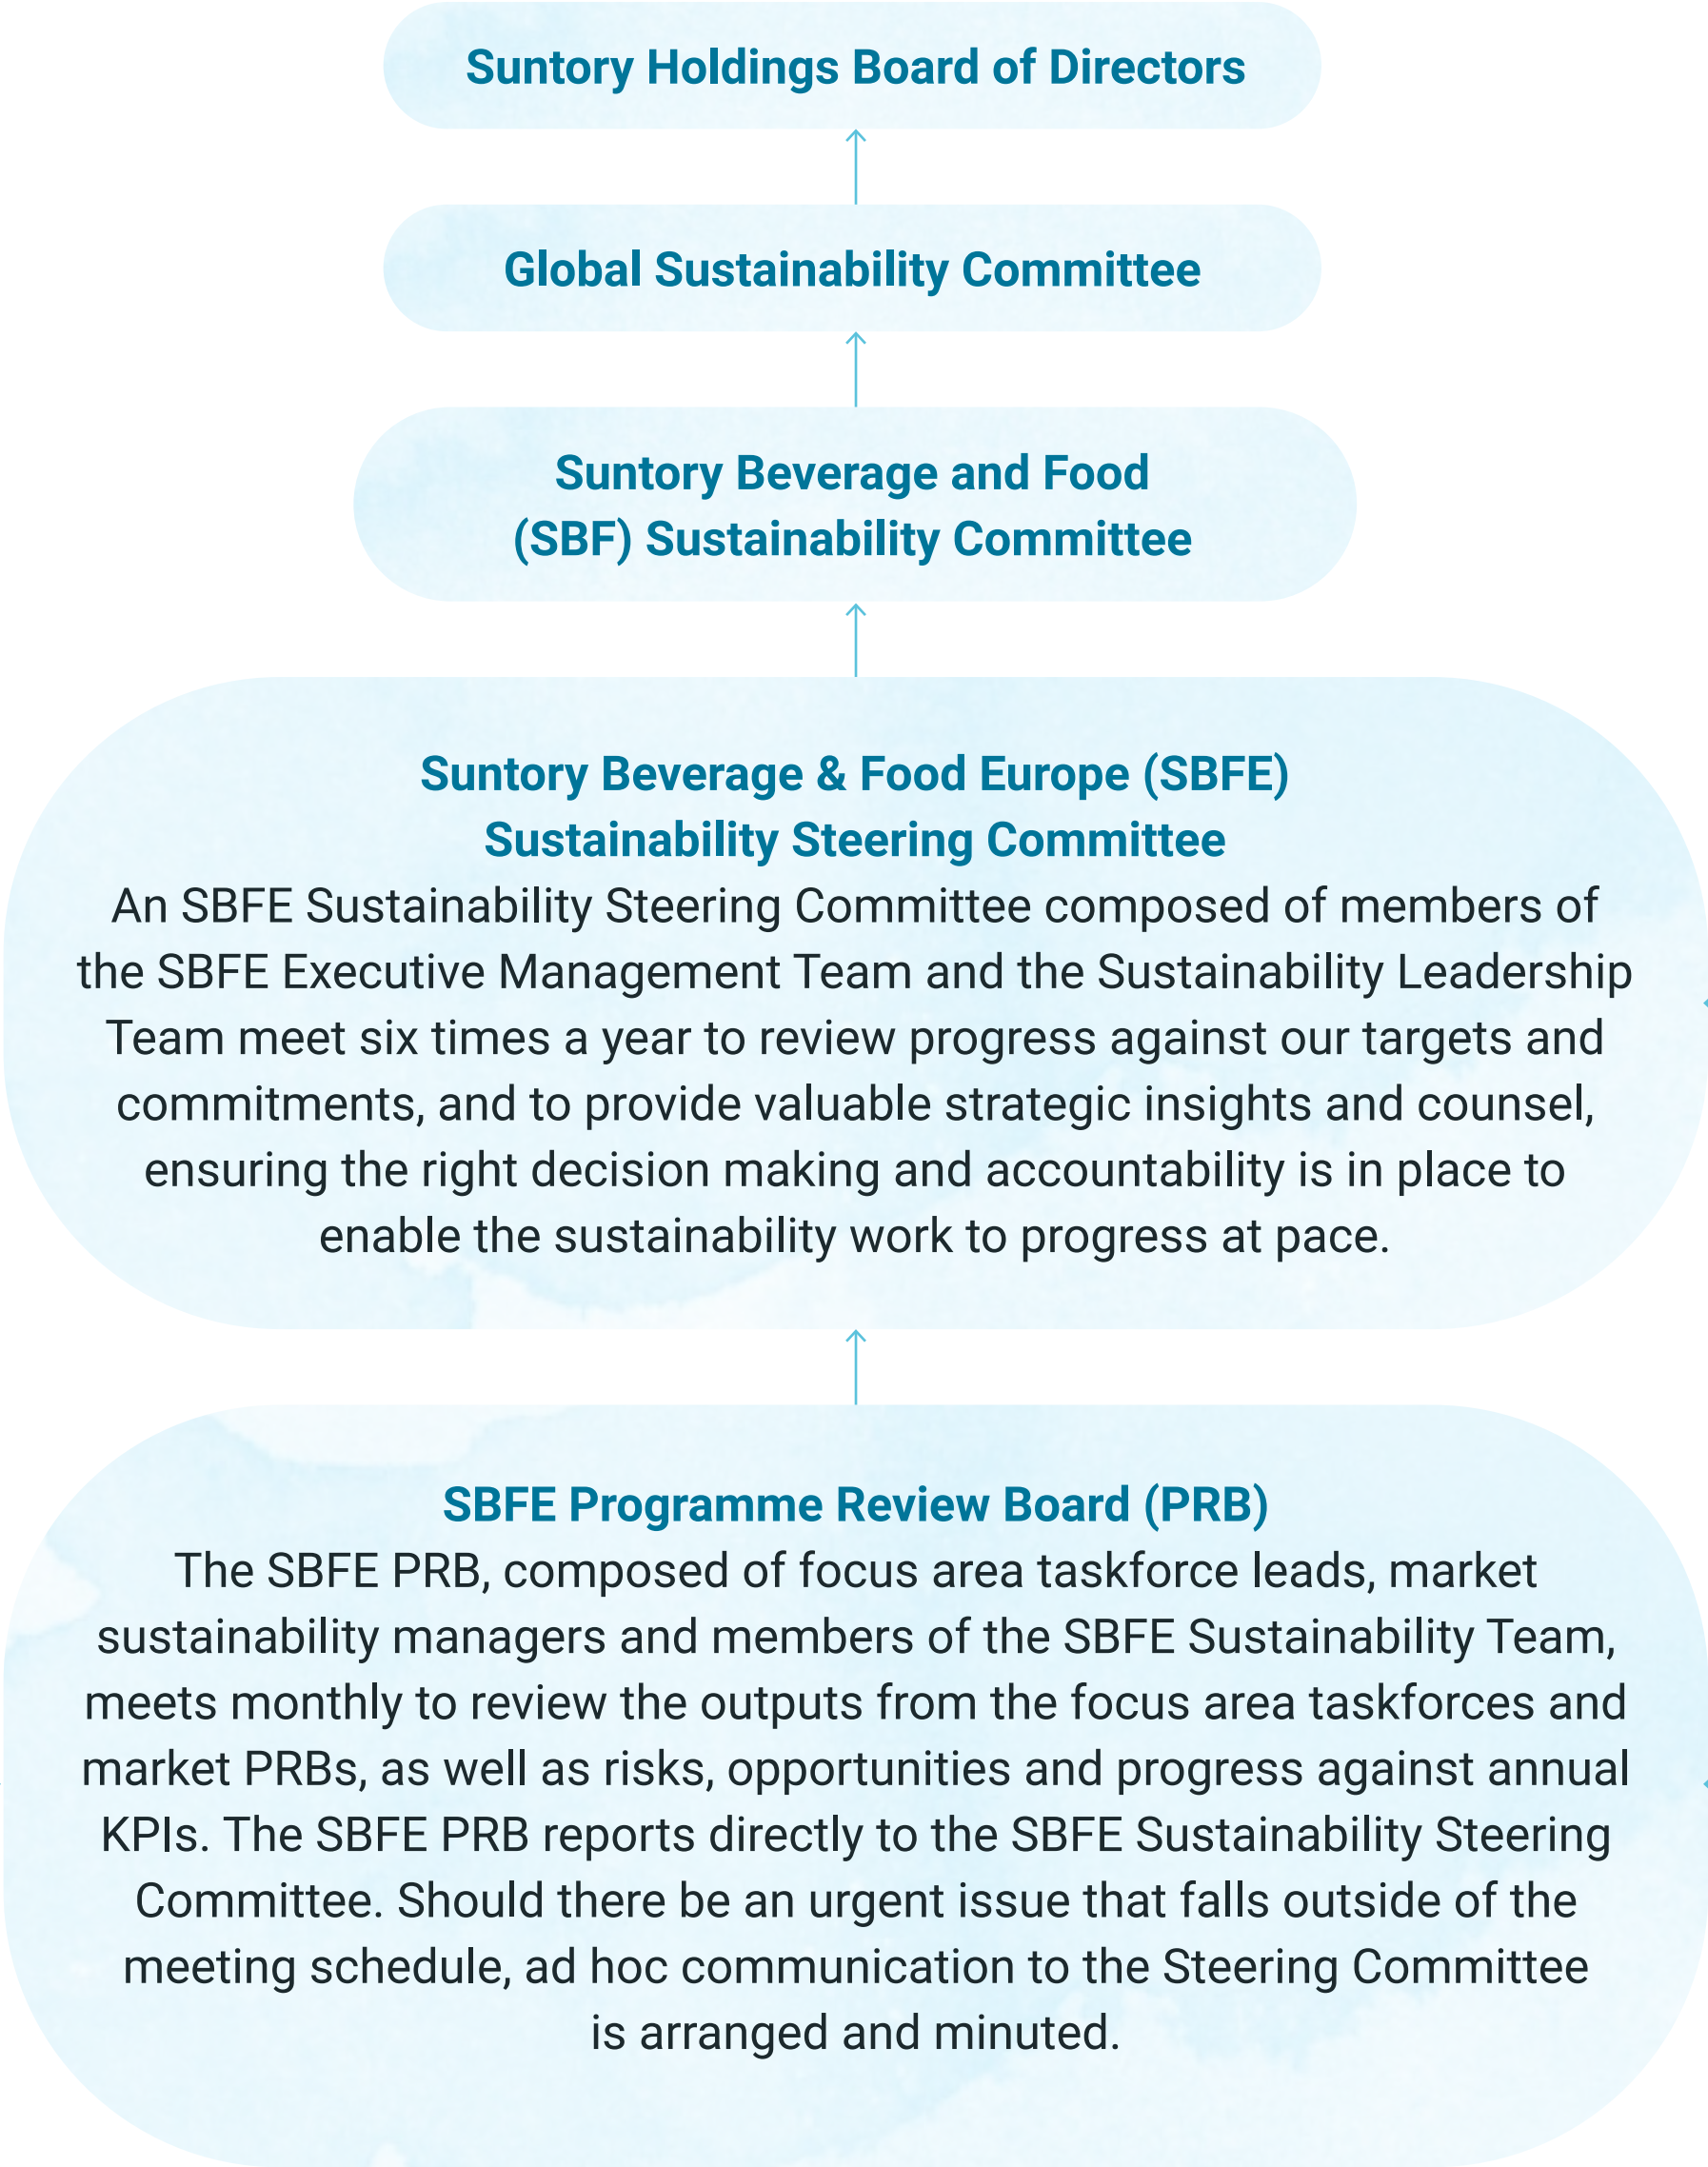 Suntory Holdings Board of Directors
Global Sustainability Committee
Suntory Beverage and Food
(SBF) Sustainability Committee
Suntory Beverage & Food Europe (SBFE)
Sustainability Steering Committee
An SBFE Sustainability Steering Committee composed of members of
the SBFE Executive Management Team and the Sustainability Leadership
Team meet six times a year to review progress against our targets and
commitments, and to provide valuable strategic insights and counsel,
ensuring the right decision making and accountability is in place to
enable the sustainability work to progress at pace.
SBFE Programme Review Board (PRB)
The SBFE PRB, composed of focus area taskforce leads, market
sustainability managers and members of the SBFE Sustainability Team,
meets monthly to review the outputs from the focus area taskforces and
market PRBs, as well as risks, opportunities and progress against annual
KPIs. The SBFE PRB reports directly to the SBFE Sustainability Steering
Committee. Should there be an urgent issue that falls outside of the
meeting schedule, ad hoc communication to the Steering Committee
is arranged and minuted.